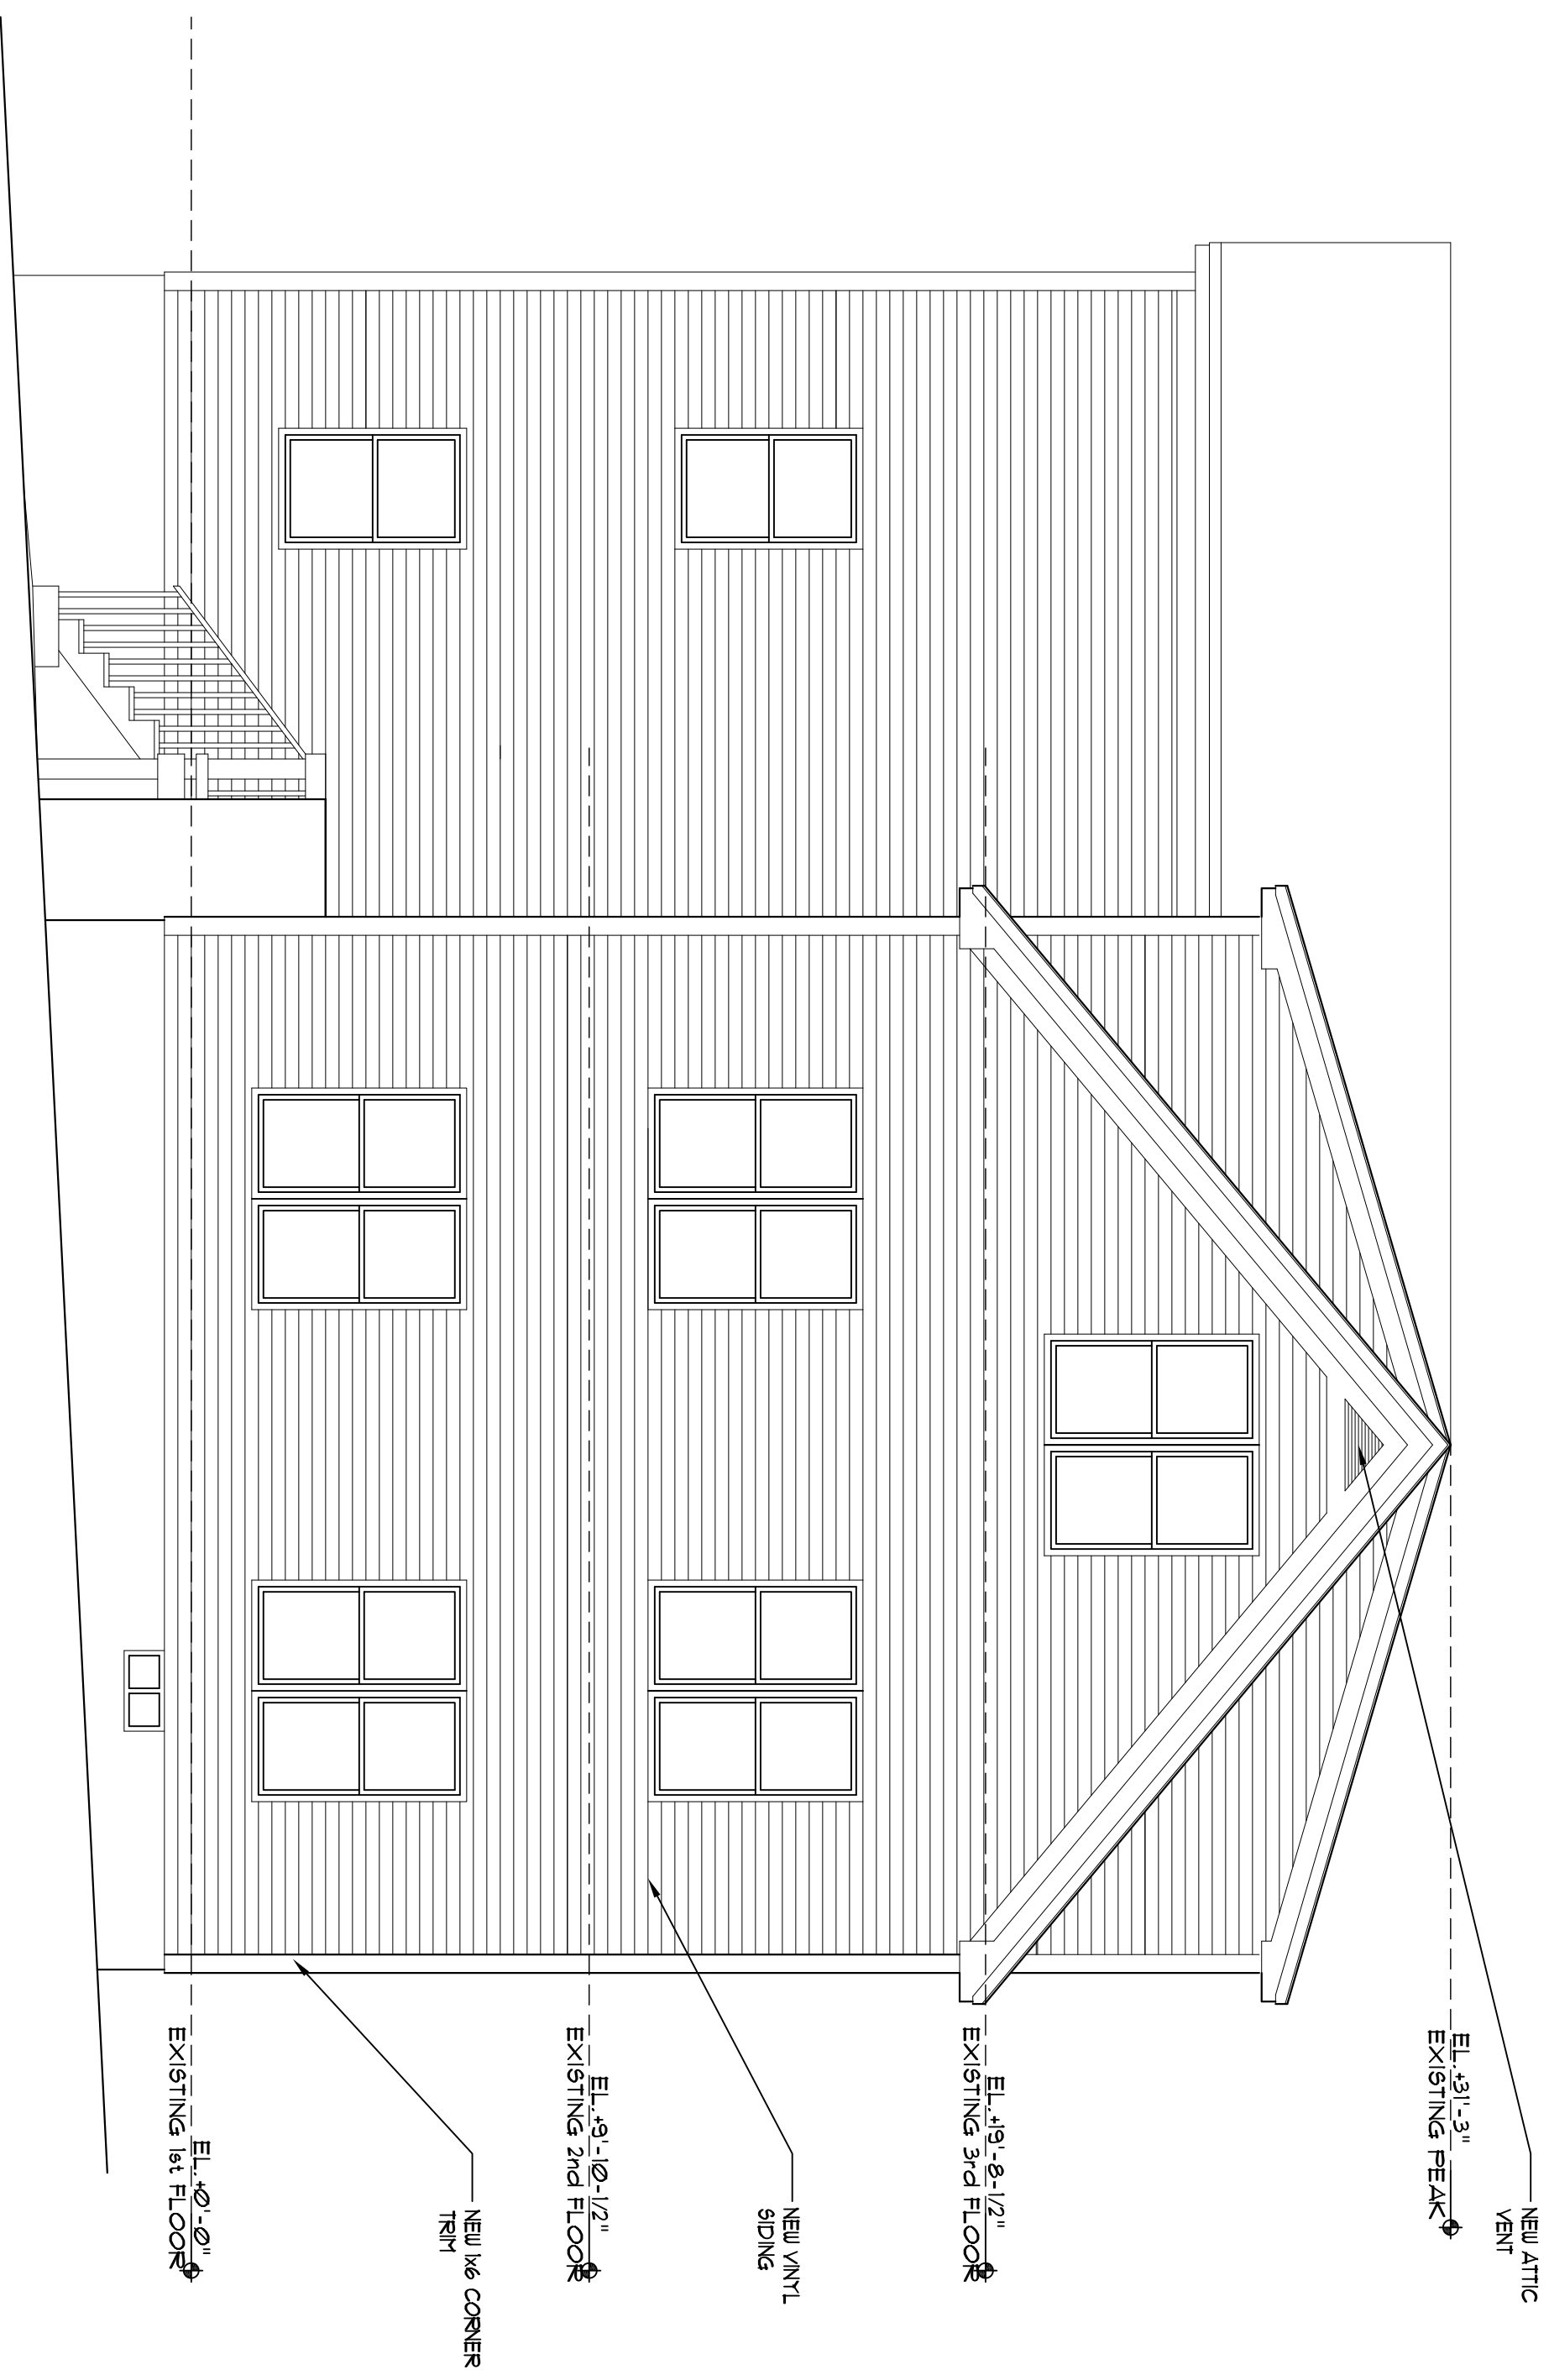 NEW ATTIC
VENT
EL.+31'-3"
EXISTING PEAK
EL.+19'-8-1/2"
EXISTING 3rd FLOOR
NEW VINYL
SIDING
EL.+9'-10-1/2"
EXISTING 2nd FLOOR
NEW 1x6 CORNER
TRIM
EL.+0'-0"
EXISTING 1st FLOOR